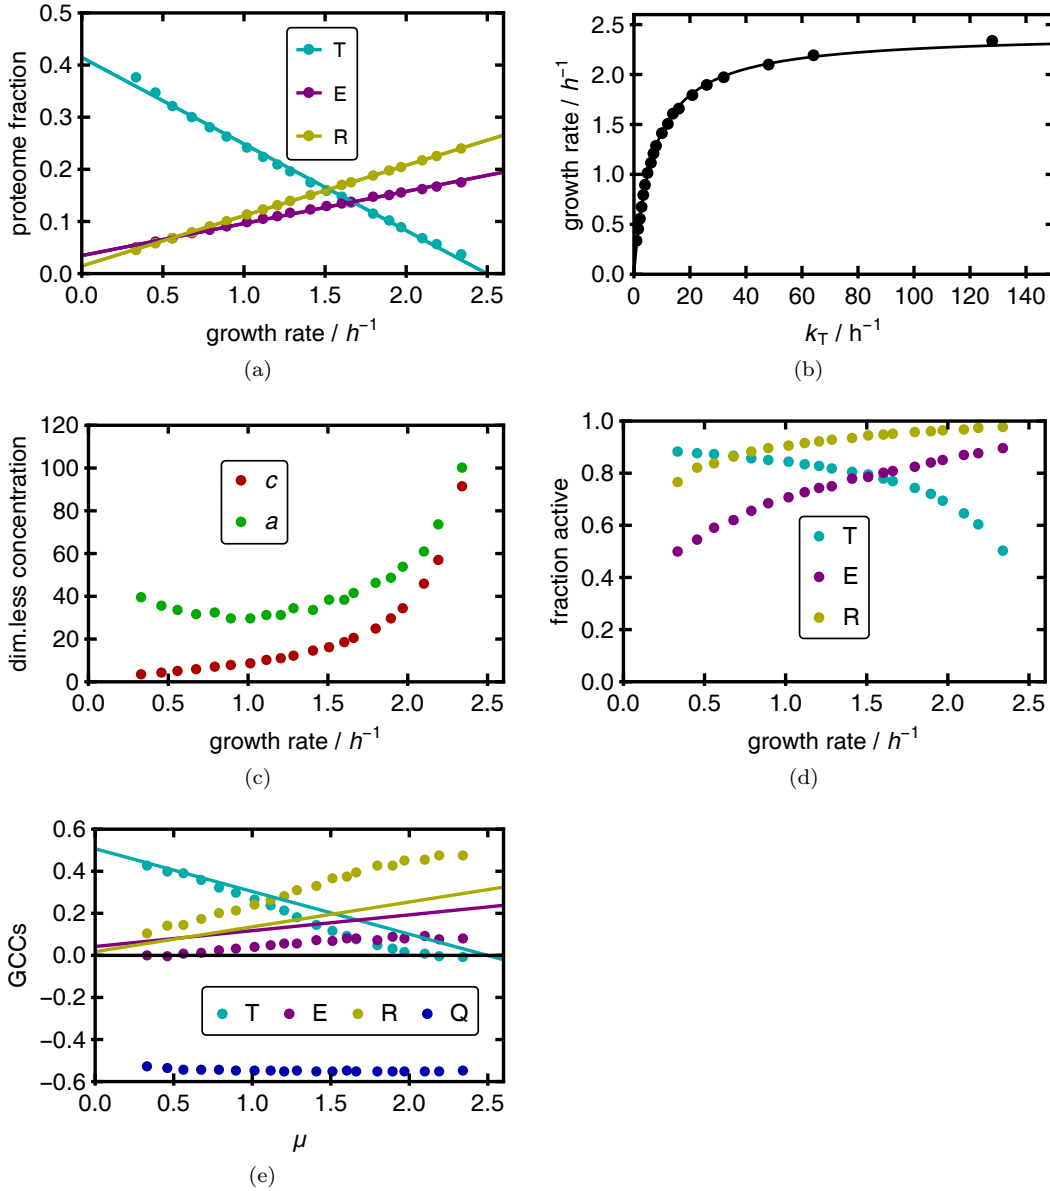 0.5
0.4
0.3
0.2
0.1
0.0
proteome fraction
T
E
R
0.0 0.5 1.0 1.5 2.0 2.5
growth rate / h⁻¹
(a)
2.5
2.0
1.5
1.0
0.5
0.0
growth rate / h⁻¹
0 20 40 60 80 100 120 140
k_T / h⁻¹
(b)
120
100
80
60
40
20
0
dim.less concentration
c
a
0.0 0.5 1.0 1.5 2.0 2.5
growth rate / h⁻¹
(c)
1.0
0.8
0.6
0.4
0.2
0.0
fraction active
T
E
R
0.0 0.5 1.0 1.5 2.0 2.5
growth rate / h⁻¹
(d)
0.6
0.4
0.2
0.0
−0.2
−0.4
−0.6
GCCs
T E R Q
0.0 0.5 1.0 1.5 2.0 2.5
μ
(e)